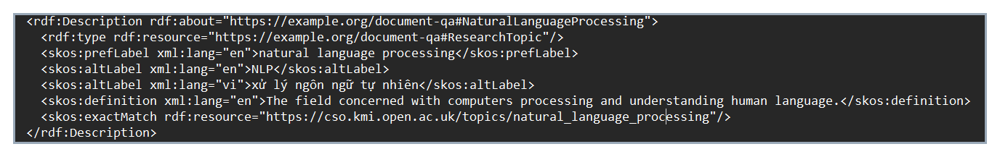 <rdf:Description rdf:about="https://example.org/document-qa#NaturalLanguageProcessing">
  <rdf:type rdf:resource="https://example.org/document-qa#ResearchTopic"/>
  <skos:prefLabel xml:lang="en">natural language processing</skos:prefLabel>
  <skos:altLabel xml:lang="en">NLP</skos:altLabel>
  <skos:altLabel xml:lang="vi">xử lý ngôn ngữ tự nhiên</skos:altLabel>
  <skos:definition xml:lang="en">The field concerned with computers processing and understanding human language.</skos:definition>
  <skos:exactMatch rdf:resource="https://cso.kmi.open.ac.uk/topics/natural_language_processing"/>
</rdf:Description>